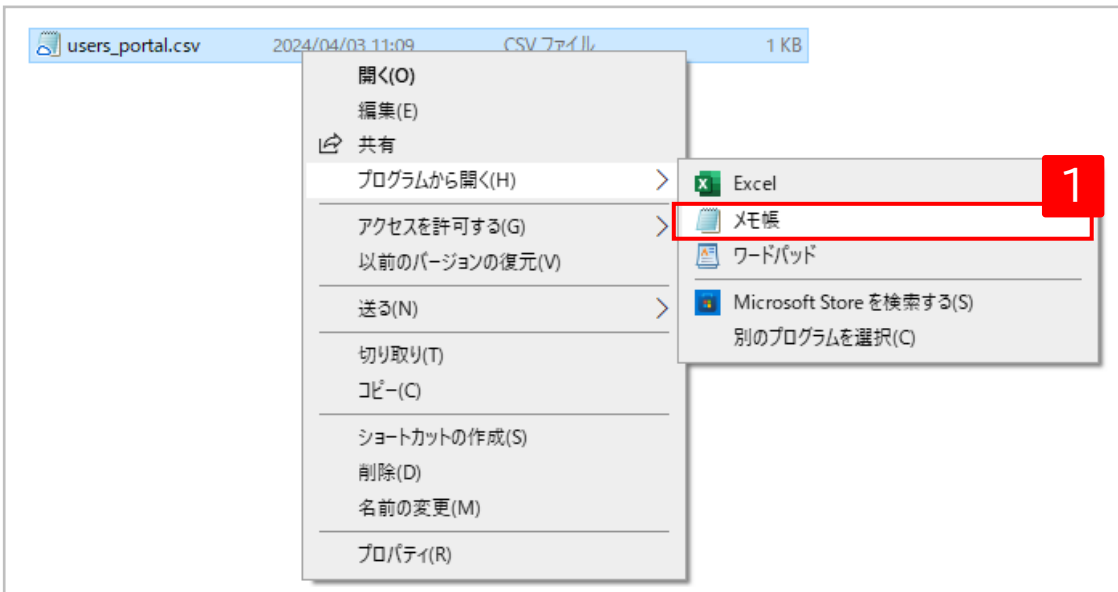 users_portal.csv 2024/04/03 11:09 CSV ファイル 1 KB
開く(O)
編集(E)
共有
プログラムから開く(H)
アクセスを許可する(G)
以前のバージョンの復元(V)
送る(N)
切り取り(T)
コピー(C)
ショートカットの作成(S)
削除(D)
名前の変更(M)
プロパティ(R)
1
Excel
メモ帳
ワードパッド
Microsoft Store を検索する(S)
別のプログラムを選択(C)